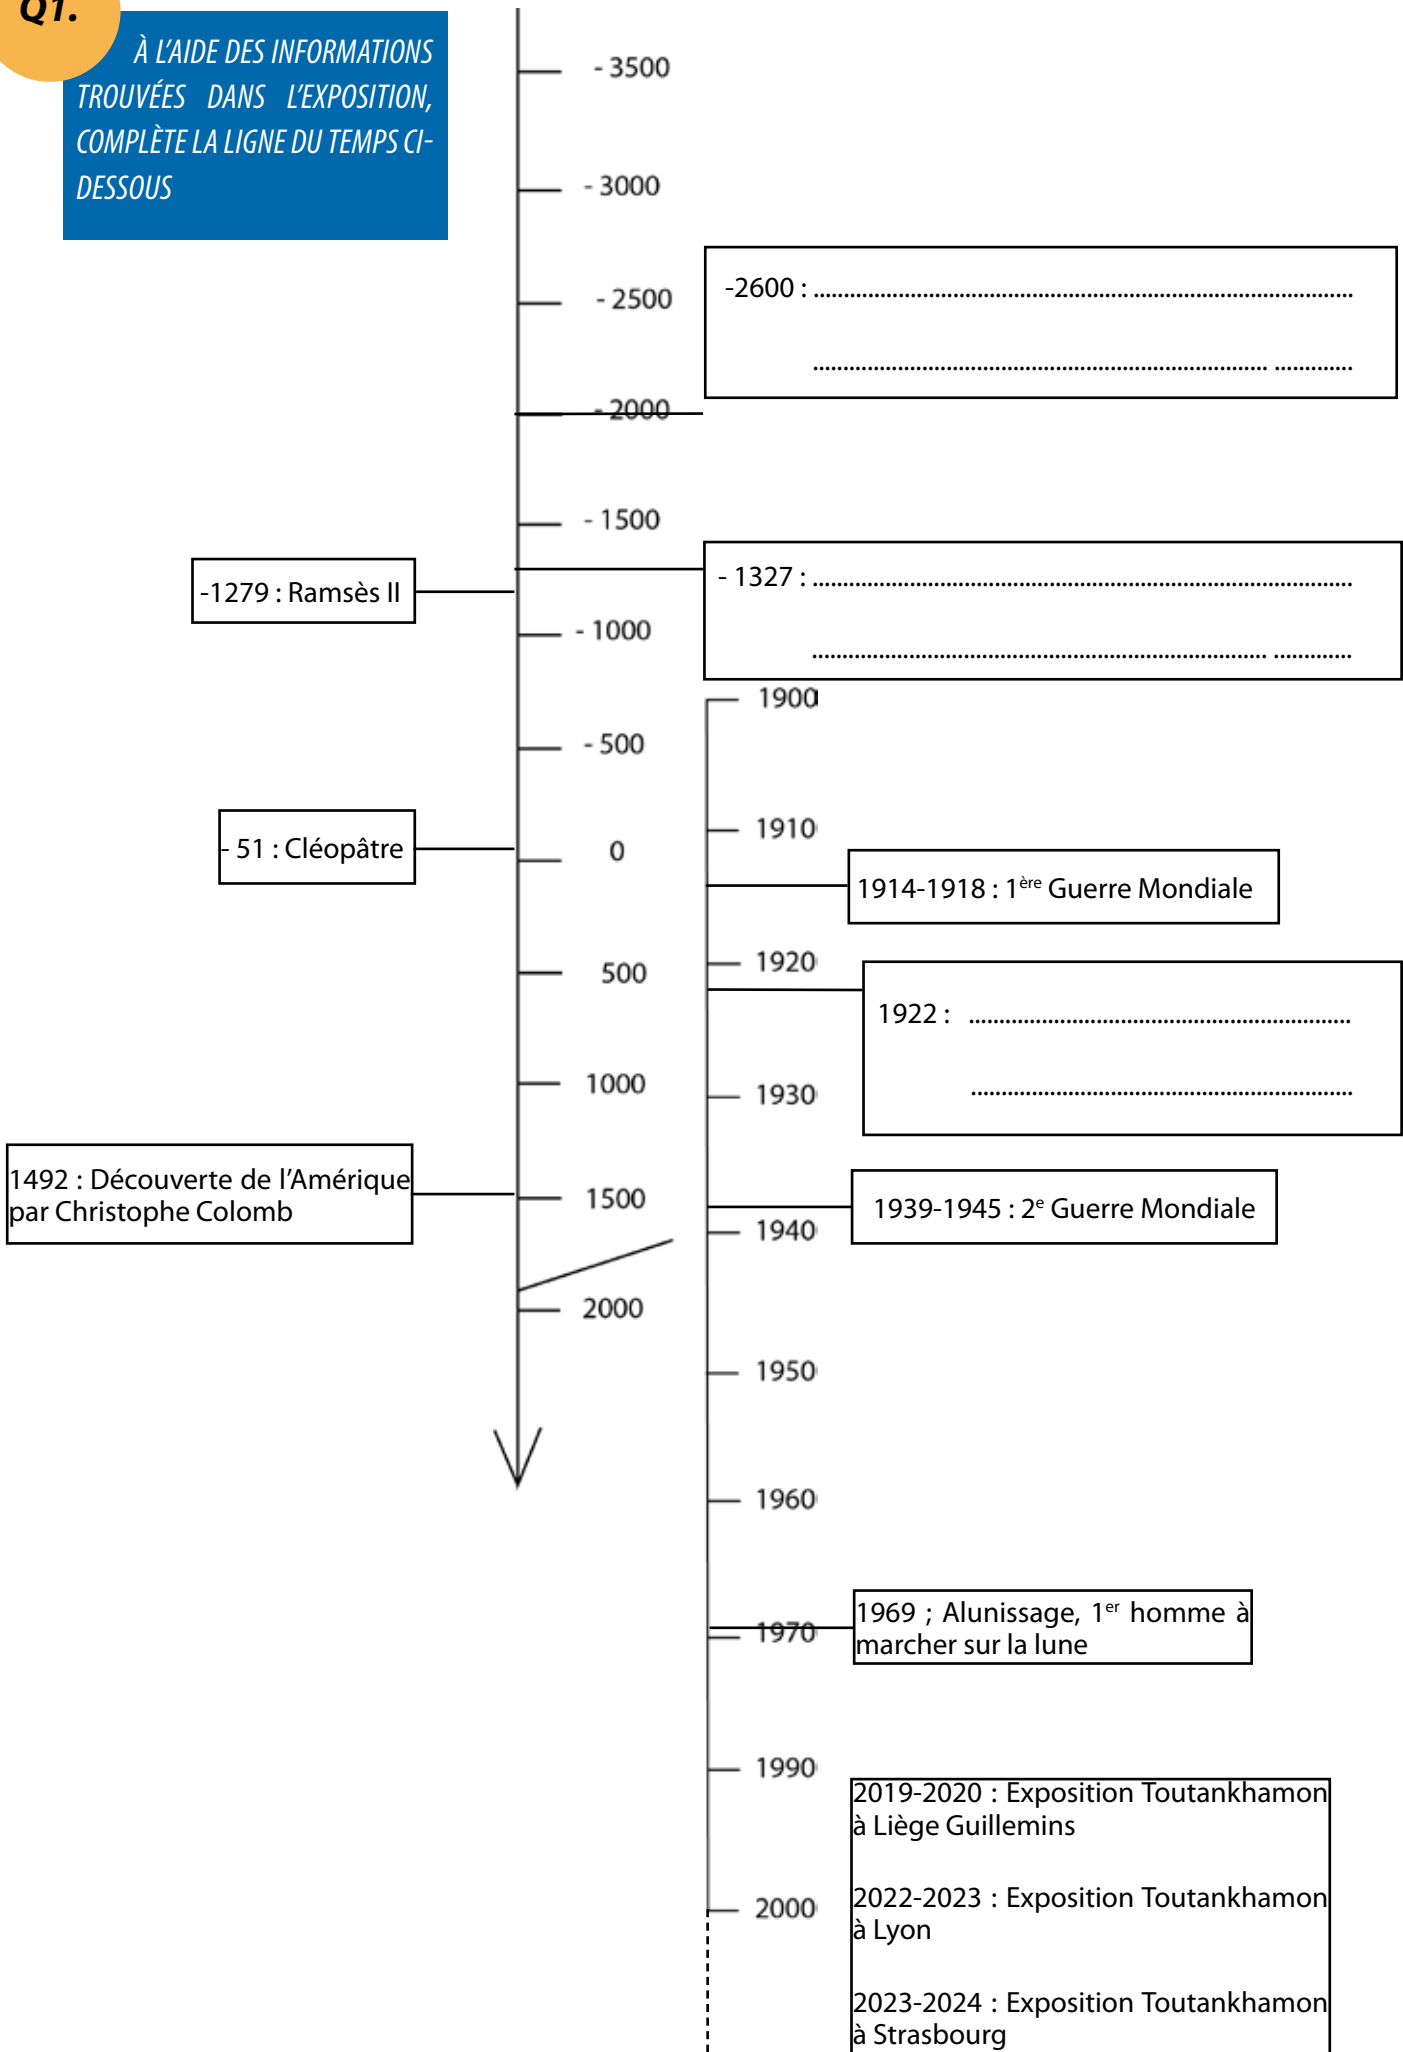 Q1.
À L'AIDE DES INFORMATIONS
TROUVÉES DANS L'EXPOSITION,
COMPLÈTE LA LIGNE DU TEMPS CI-
DESSOUS
- 3500
- 3000
- 2500
-2600 : ..........................................................................................
............................................................................ .............
- 2000
- 1500
- 1327 : ..........................................................................................
............................................................................ .............
-1279 : Ramsès II
- 1000
- 500
- 51 : Cléopâtre
0
500
1000
1492 : Découverte de l'Amérique
par Christophe Colomb
1500
2000
1900
1910
1914-1918 : 1ère Guerre Mondiale
1920
1922 : ...............................................................
...............................................................
1930
1939-1945 : 2e Guerre Mondiale
1940
1950
1960
1969 ; Alunissage, 1er homme à
marcher sur la lune
1970
1990
2019-2020 : Exposition Toutankhamon
à Liège Guillemins
2000
2022-2023 : Exposition Toutankhamon
à Lyon
2023-2024 : Exposition Toutankhamon
à Strasbourg